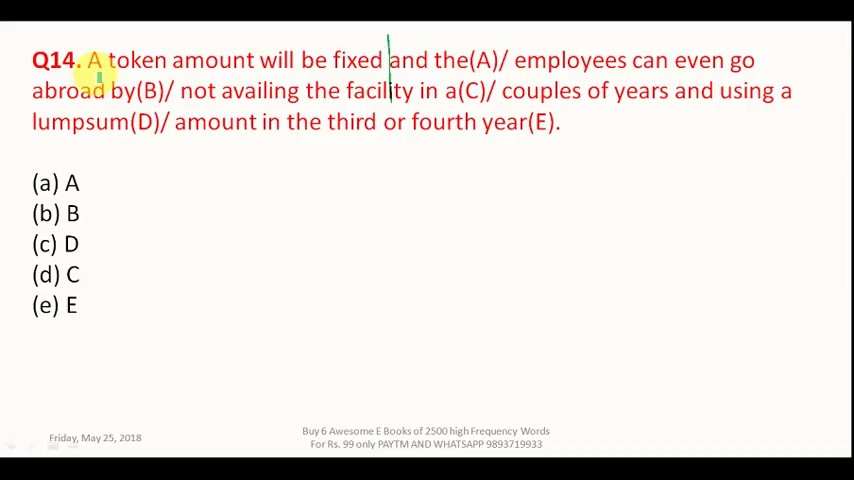 Q14. A token amount will be fixed and the(A)/ employees can even go
abroad by(B)/ not availing the facility in a(C)/ couples of years and using a
lumpsum(D)/ amount in the third or fourth year(E).
(a) A
(b) B
(c) D
(d) C
(e) E
Friday, May 25, 2018
Buy 6 Awesome E Books of 2500 high Frequency Words
For Rs. 99 only PAYTM AND WHATSAPP 9893719933